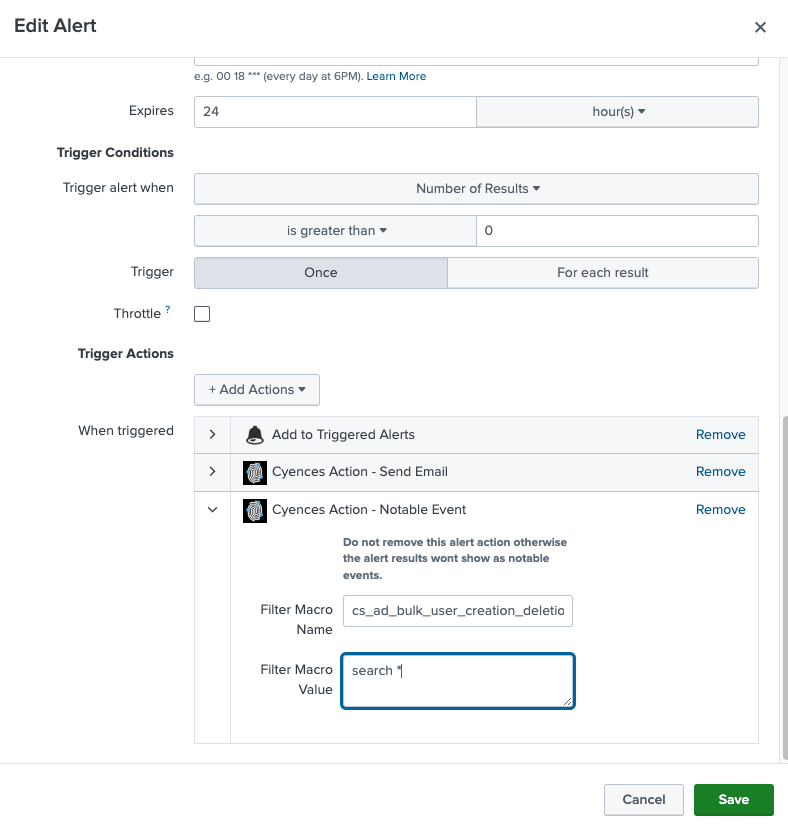 Edit Alert
e.g. 00 18 *** (every day at 6PM). Learn More
Expires 24 hour(s)
Trigger Conditions
Trigger alert when Number of Results
is greater than 0
Trigger Once For each result
Throttle ?
Trigger Actions
+ Add Actions
When triggered
Add to Triggered Alerts Remove
Cyences Action - Send Email Remove
Cyences Action - Notable Event Remove
Do not remove this alert action otherwise
the alert results wont show as notable
events.
Filter Macro
Name
cs_ad_bulk_user_creation_deletio
Filter Macro
Value
search *
Cancel Save